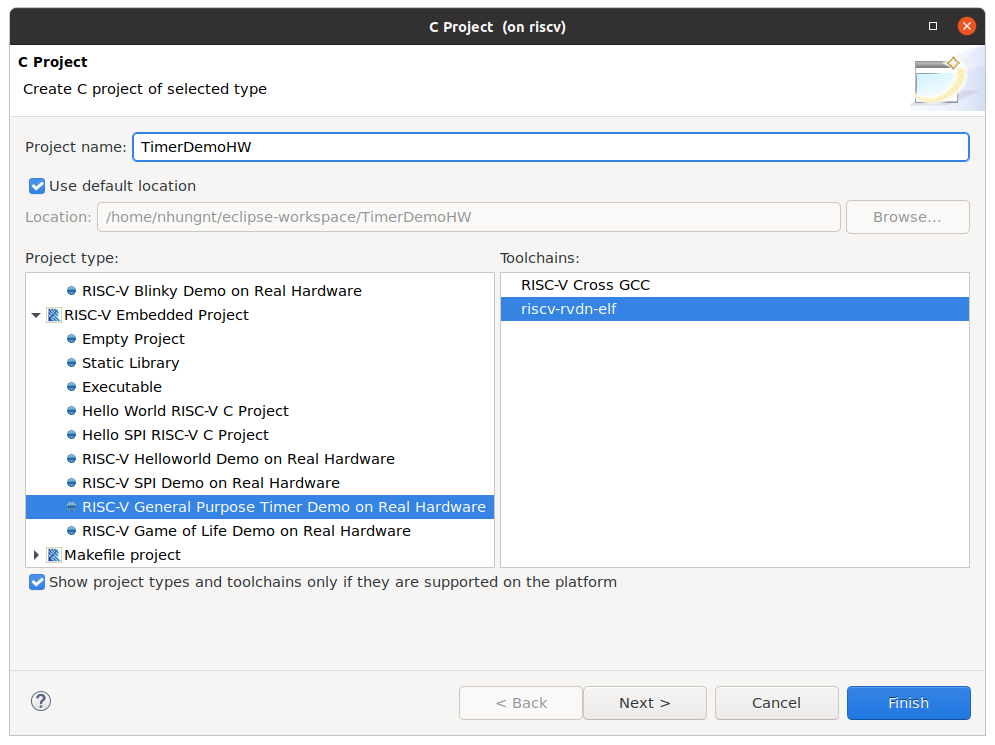 C Project (on riscv)
C Project
Create C project of selected type
Project name: TimerDemoHW
Use default location
Location: /home/nhungnt/eclipse-workspace/TimerDemoHW Browse...
Project type:
RISC-V Blinky Demo on Real Hardware
RISC-V Embedded Project
Empty Project
Static Library
Executable
Hello World RISC-V C Project
Hello SPI RISC-V C Project
RISC-V Helloworld Demo on Real Hardware
RISC-V SPI Demo on Real Hardware
RISC-V General Purpose Timer Demo on Real Hardware
RISC-V Game of Life Demo on Real Hardware
Makefile project
Toolchains:
RISC-V Cross GCC
riscv-rvdn-elf
Show project types and toolchains only if they are supported on the platform
? < Back Next > Cancel Finish